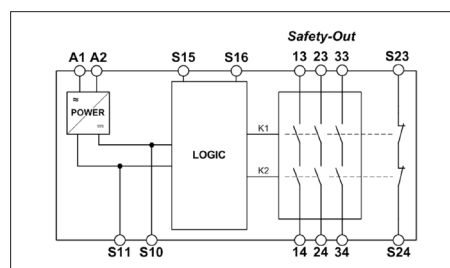 Safety-Out
A1 A2 S15 S16 13 23 33 S23
≈
POWER
⎓
LOGIC
K1
K2
S11 S10 14 24 34 S24